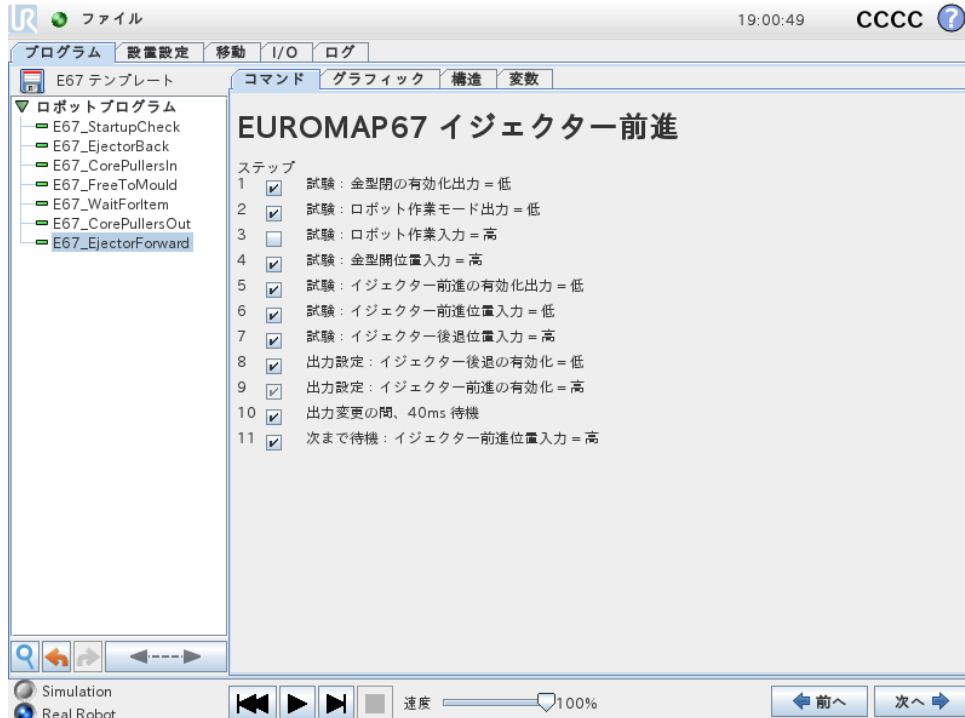 UR ファイル 19:00:49 CCCC ?
プログラム 設置設定 移動 I/O ログ
E67 テンプレート
ロボットプログラム
E67_StartupCheck
E67_EjectorBack
E67_CorePullersIn
E67_FreeToMould
E67_WaitForItem
E67_CorePullersOut
E67_EjectorForward
コマンド グラフィック 構造 変数
EUROMAP67 イジェクター前進
ステップ
1 試験：金型閉の有効化出力 = 低
2 試験：ロボット作業モード出力 = 低
3 試験：ロボット作業入力 = 高
4 試験：金型開位置入力 = 高
5 試験：イジェクター前進の有効化出力 = 低
6 試験：イジェクター前進位置入力 = 低
7 試験：イジェクター後退位置入力 = 高
8 出力設定：イジェクター後退の有効化 = 低
9 出力設定：イジェクター前進の有効化 = 高
10 出力変更の間、40ms 待機
11 次まで待機：イジェクター前進位置入力 = 高
Simulation
Real Robot
速度 100%
前へ 次へ